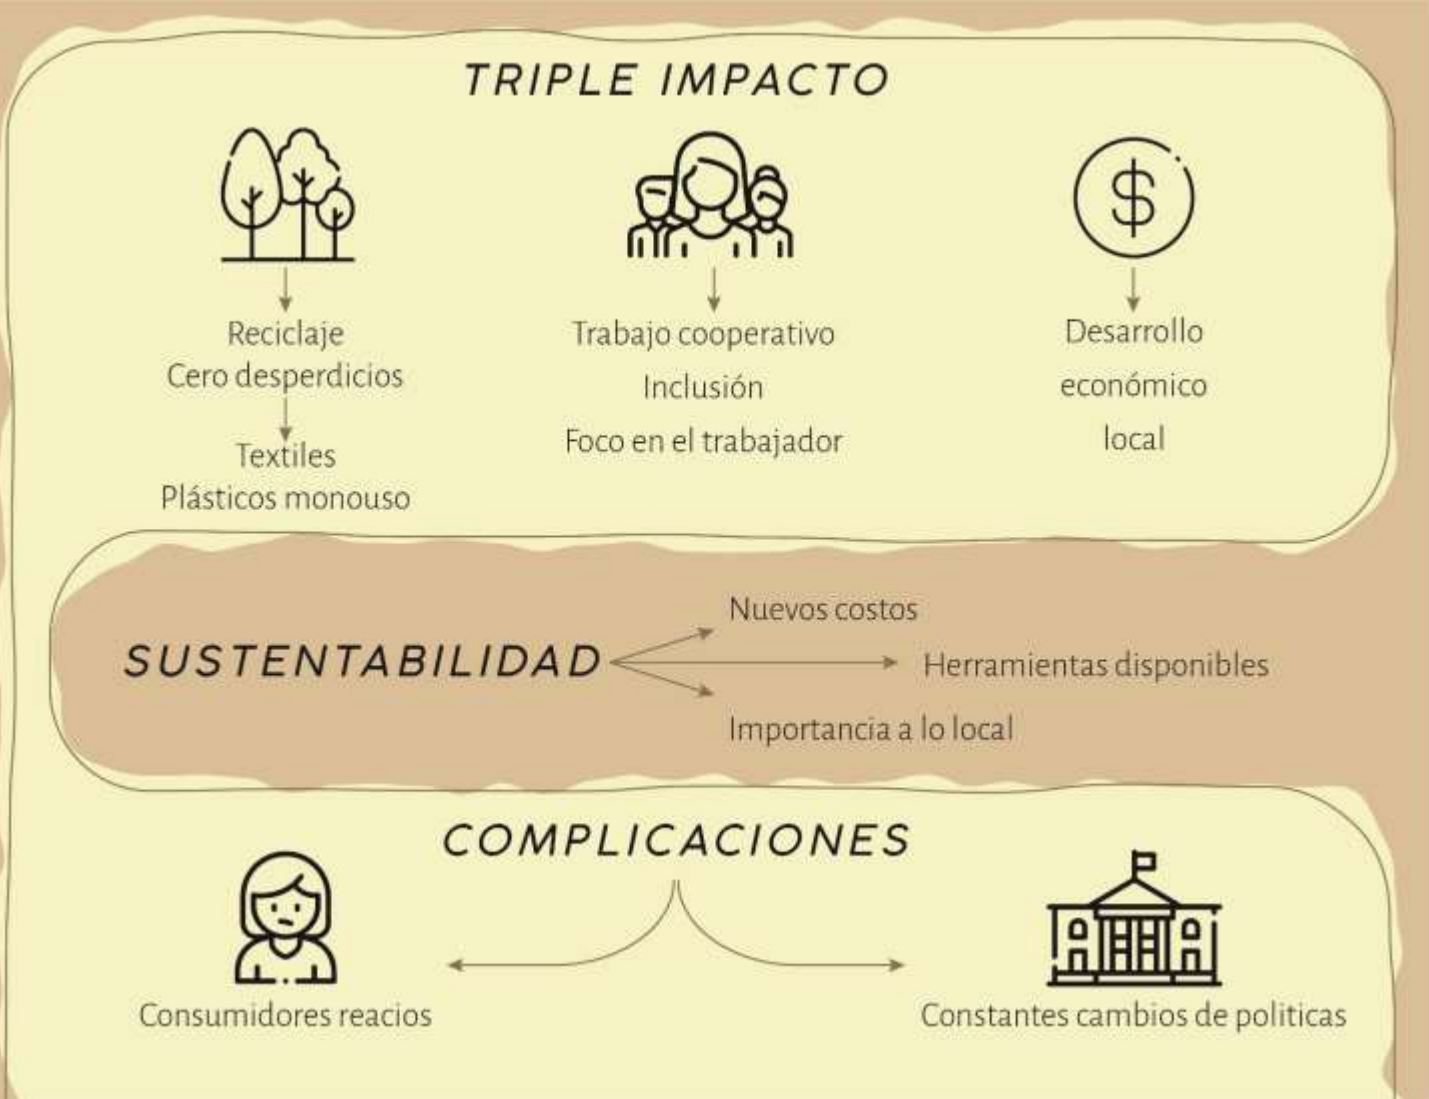 TRIPLE IMPACTO
Reciclaje
Cero desperdicios
Textiles
Plásticos monouso
Trabajo cooperativo
Inclusión
Foco en el trabajador
Desarrollo
económico
local
SUSTENTABILIDAD
Nuevos costos
Herramientas disponibles
Importancia a lo local
COMPLICACIONES
Consumidores reacios
Constantes cambios de politicas